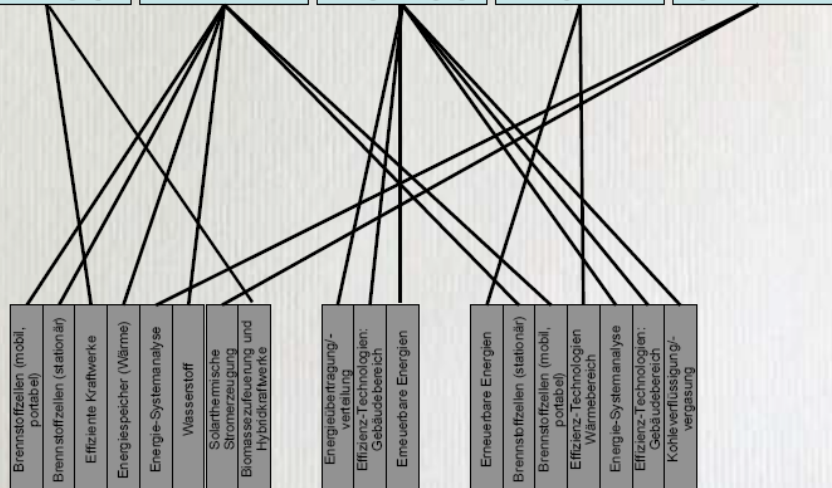 Brennstoffzellen (mobil,
portabel)
Brennstoffzellen (stationär)
Effiziente Kraftwerke
Energiespeicher (Wärme)
Energie-Systemanalyse
Wasserstoff
Solarthermische
Stromerzeugung
Biomassezufeuerung und
Hybridkraftwerke
Energieübertragung/-
verteilung
Effizienz-Technologien:
Gebäudebereich
Erneuerbare Energien
Erneuerbare Energien
Brennstoffzellen (stationär)
Brennstoffzellen (mobil,
portabel)
Effizienz-Technologien
Wärmebereich
Energie-Systemanalyse
Effizienz-Technologien:
Gebäudebereich
Kohleverflüssigung/-
vergasung